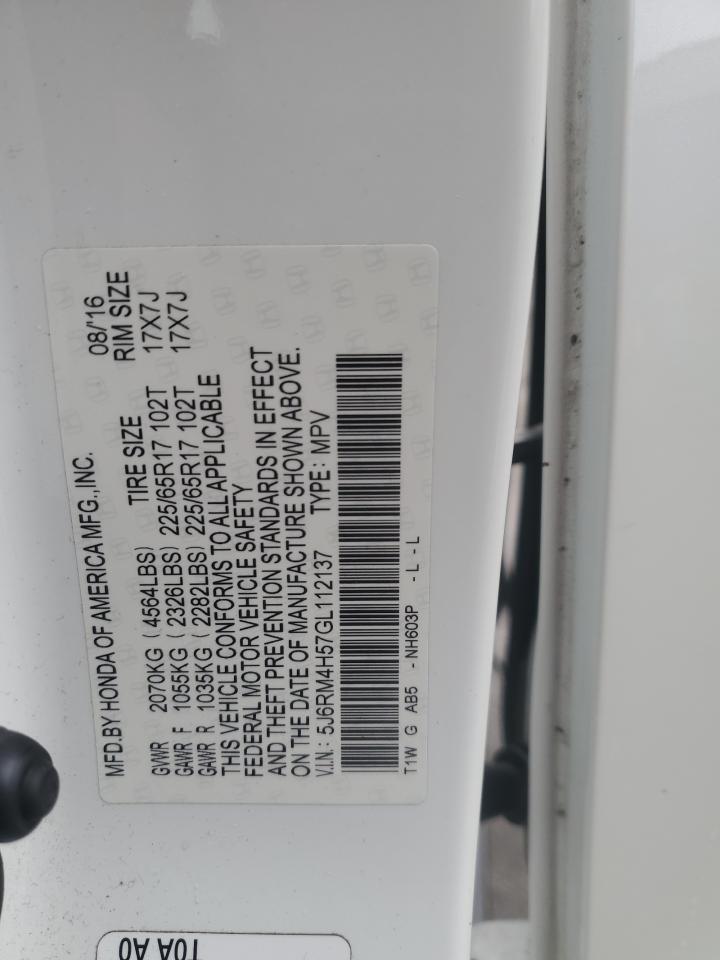 MFD.BY HONDA OF AMERICA MFG.,INC. 08/'16
GVWR 2070KG (4564LBS) TIRE SIZE RIM SIZE
GAWR F 1055KG (2326LBS) 225/65R17 102T 17X7J
GAWR R 1035KG (2282LBS) 225/65R17 102T 17X7J
THIS VEHICLE CONFORMS TO ALL APPLICABLE
FEDERAL MOTOR VEHICLE SAFETY
AND THEFT PREVENTION STANDARDS IN EFFECT
ON THE DATE OF MANUFACTURE SHOWN ABOVE.
V.I.N.: 5J6RM4H57GL112137 TYPE: MPV
T1W G AB5 - NH603P - L - L
T0A A0